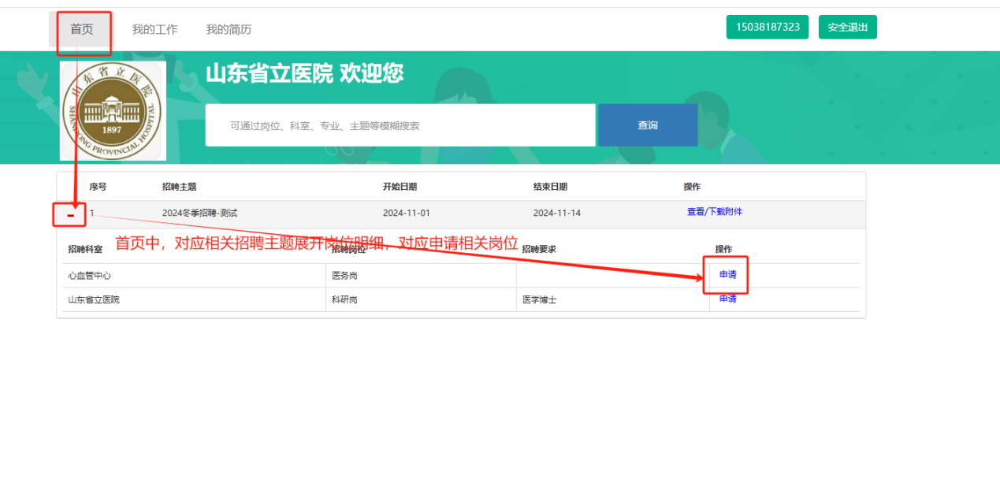 首页 我的工作 我的简历 15038187323 安全退出
山东省立医院 欢迎您
山东省立医院
1897
SHANDONG PROVINCIAL HOSPITAL
可通过岗位、科室、专业、主题等模糊搜索 查询
序号 招聘主题 开始日期 结束日期 操作
1 2024冬季招聘-测试 2024-11-01 2024-11-14 查看/下载附件
首页中，对应相关招聘主题展开岗位明细，对应申请相关岗位
招聘科室 招聘岗位 招聘要求 操作
心血管中心 医务岗 申请
山东省立医院 科研岗 医学博士 申请